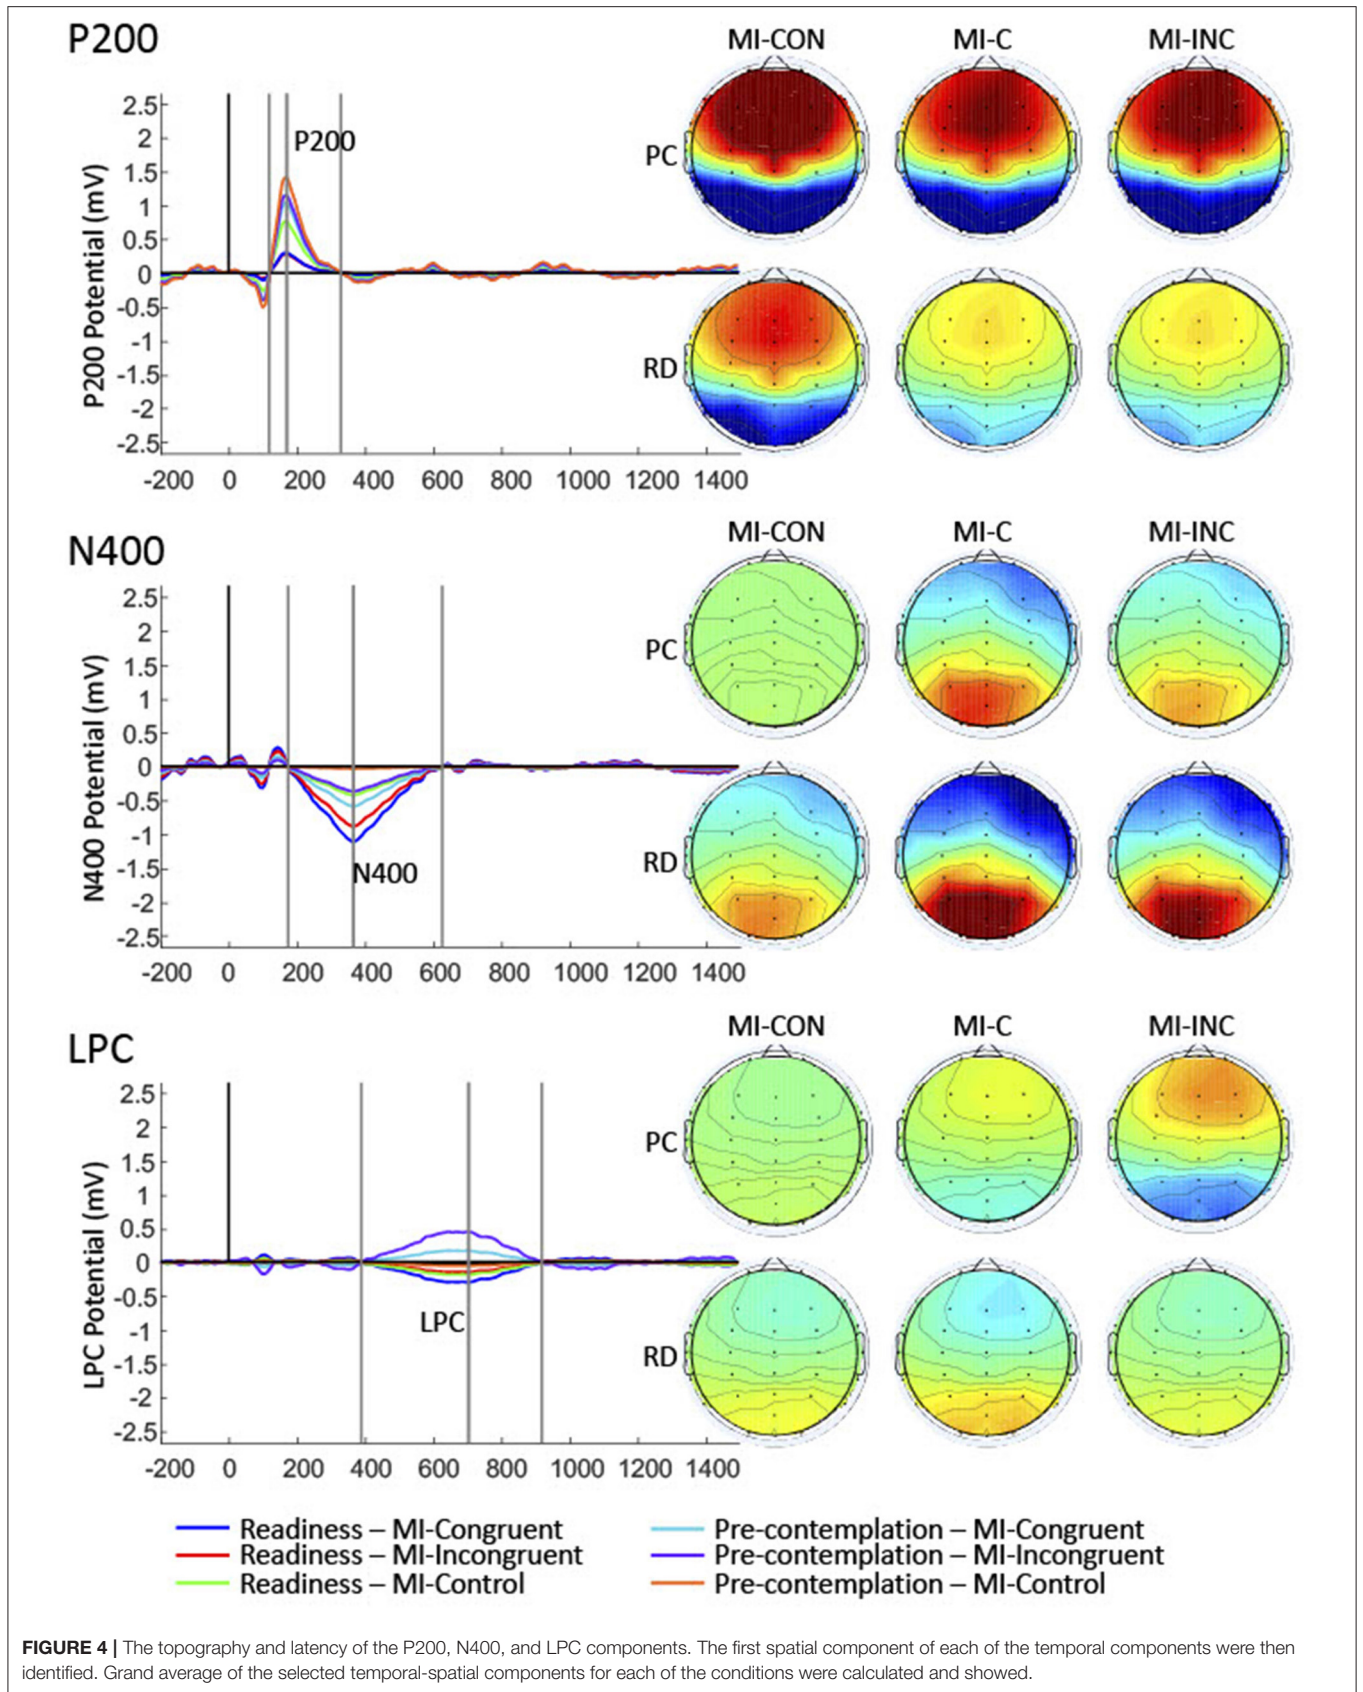 P200
MI-CON MI-C MI-INC
2.5
2
1.5
1
0.5
0
-0.5
-1
-1.5
-2
-2.5
P200 Potential (mV)
P200
PC
RD
-200 0 200 400 600 800 1000 1200 1400
N400
MI-CON MI-C MI-INC
2.5
2
1.5
1
0.5
0
-0.5
-1
-1.5
-2
-2.5
N400 Potential (mV)
N400
PC
RD
-200 0 200 400 600 800 1000 1200 1400
LPC
MI-CON MI-C MI-INC
2.5
2
1.5
1
0.5
0
-0.5
-1
-1.5
-2
-2.5
LPC Potential (mV)
LPC
PC
RD
-200 0 200 400 600 800 1000 1200 1400
Readiness – MI-Congruent
Readiness – MI-Incongruent
Readiness – MI-Control
Pre-contemplation – MI-Congruent
Pre-contemplation – MI-Incongruent
Pre-contemplation – MI-Control
FIGURE 4 | The topography and latency of the P200, N400, and LPC components. The first spatial component of each of the temporal components were then
identified. Grand average of the selected temporal-spatial components for each of the conditions were calculated and showed.